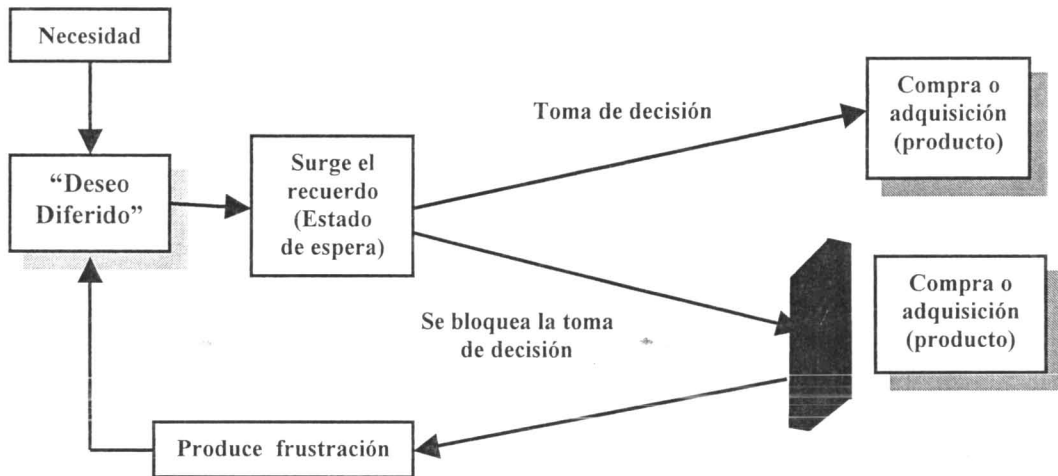 Necesidad
“Deseo
Diferido”
Surge el
recuerdo
(Estado
de espera)
Toma de decisión
Compra o
adquisición
(producto)
Se bloquea la toma
de decisión
Compra o
adquisición
(producto)
Produce frustración